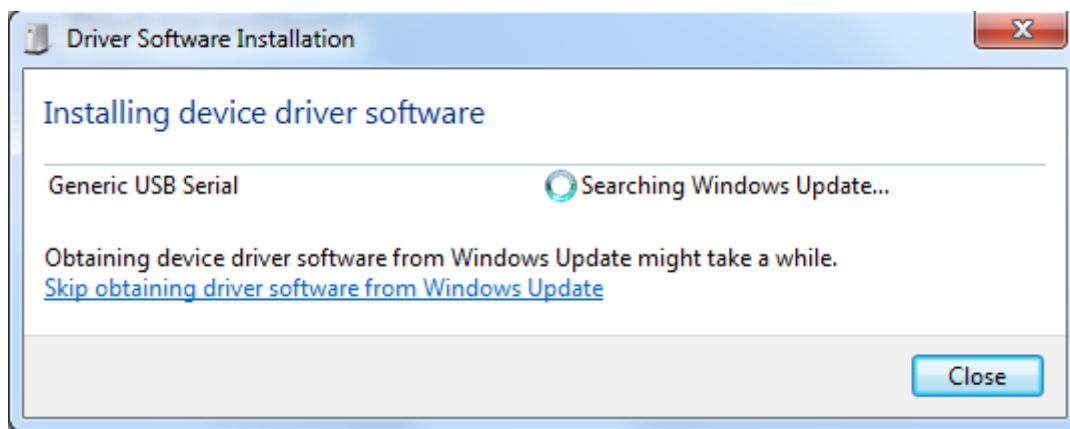 Driver Software Installation
Installing device driver software
Generic USB Serial
Searching Windows Update...
Obtaining device driver software from Windows Update might take a while.
Skip obtaining driver software from Windows Update
Close